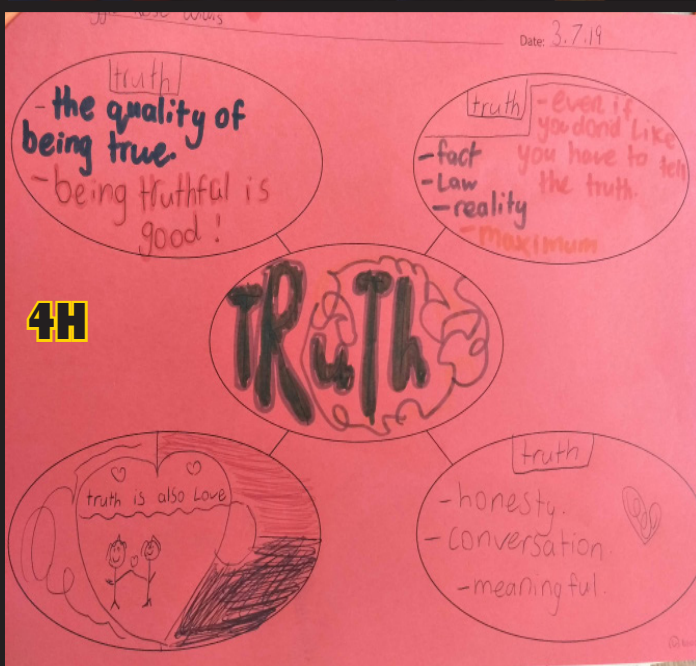 Date: 3.7.19
truth
- the quality of
being true.
- being truthful is
good!
truth
- even if
you dond like
you have to tell
the truth.
- fact
- Law
- reality
- maximum
4H
TRuTh
truth is also Love
truth
- honesty.
- conversation
- meaningful.